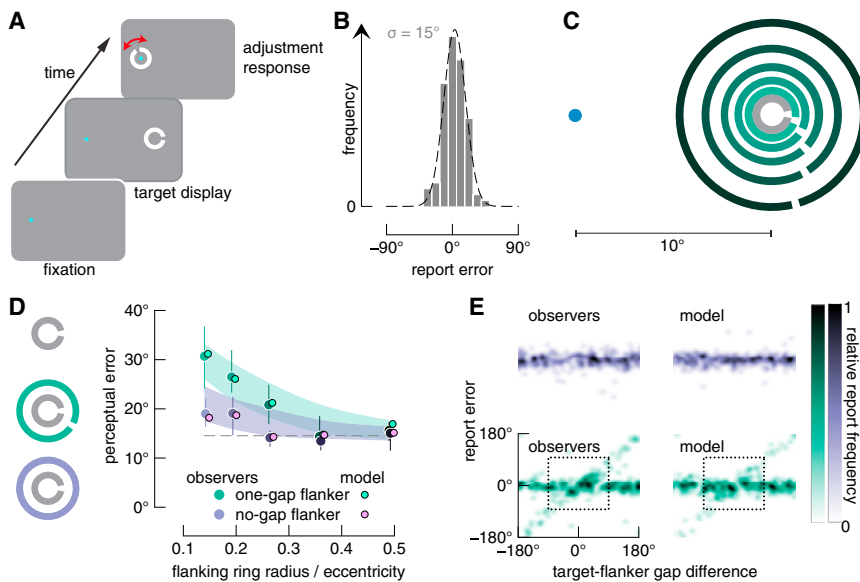 A
time
adjustment
response
target display
fixation
B
σ = 15°
frequency
0
−90° 0° 90°
report error
C
10°
D
40°
30°
20°
10°
0°
perceptual error
observers model
one-gap flanker
no-gap flanker
0.1 0.2 0.3 0.4 0.5
flanking ring radius / eccentricity
E
observers model
observers model
report error
180°
0°
−180°
−180° 0° 180°
target-flanker gap difference
1
0
relative report frequency